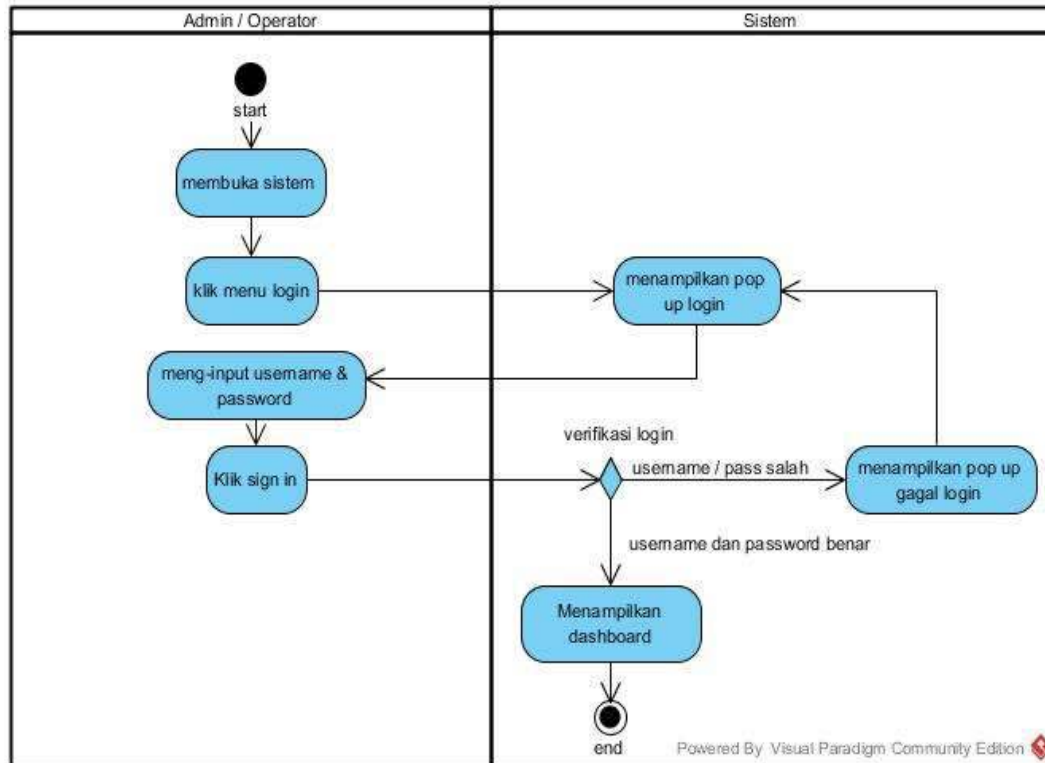 Admin / Operator
Sistem
start
membuka sistem
klik menu login
menampilkan pop
up login
meng-input username &
password
verifikasi login
Klik sign in
username / pass salah
menampilkan pop up
gagal login
username dan password benar
Menampilkan
dashboard
end
Powered By Visual Paradigm Community Edition